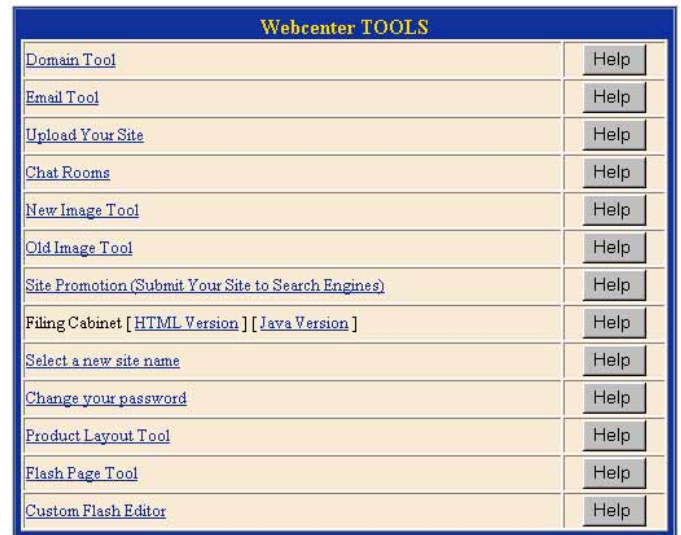 Webcenter TOOLS
Domain Tool Help
Email Tool Help
Upload Your Site Help
Chat Rooms Help
New Image Tool Help
Old Image Tool Help
Site Promotion (Submit Your Site to Search Engines) Help
Filing Cabinet [ HTML Version ] [ Java Version ] Help
Select a new site name Help
Change your password Help
Product Layout Tool Help
Flash Page Tool Help
Custom Flash Editor Help